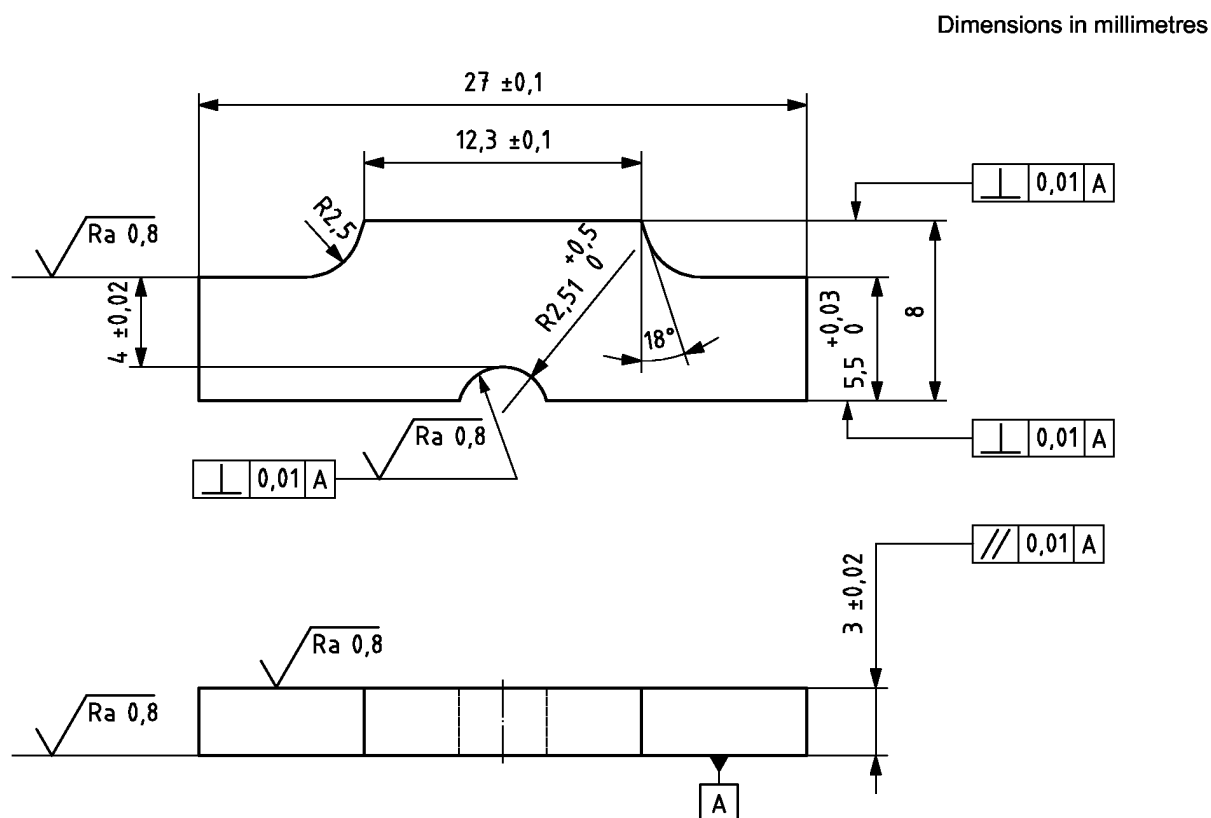 Dimensions in millimetres
27 ±0,1
12,3 ±0,1
⊥ 0,01 A
R2,5
Ra 0,8
R2,51 +0,5 0
4 ±0,02
18°
5,5 +0,03 0
8
Ra 0,8
⊥ 0,01 A
⊥ 0,01 A
// 0,01 A
3 ±0,02
Ra 0,8
Ra 0,8
A